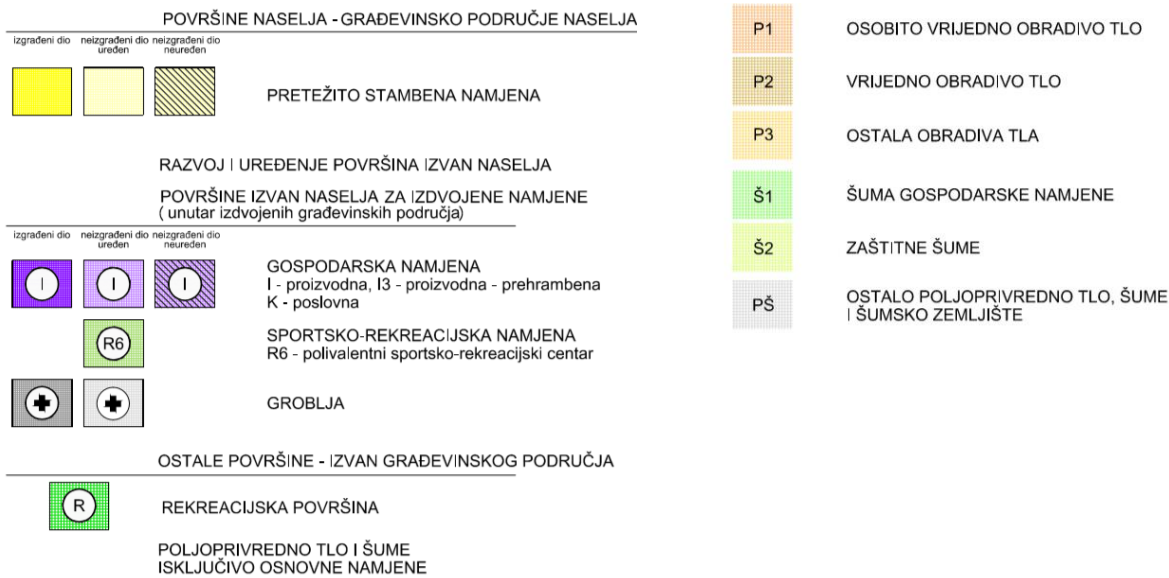 POVRŠINE NASELJA - GRAĐEVINSKO PODRUČJE NASELJA
izgrađeni dio neizgrađeni dio neizgrađeni dio
uređen neuređen
PRETEŽITO STAMBENA NAMJENA
RAZVOJ I UREĐENJE POVRŠINA IZVAN NASELJA
POVRŠINE IZVAN NASELJA ZA IZDVOJENE NAMJENE
( unutar izdvojenih građevinskih područja)
izgrađeni dio neizgrađeni dio neizgrađeni dio
uređen neuređen
I I I
GOSPODARSKA NAMJENA
I - proizvodna, I3 - proizvodna - prehrambena
K - poslovna
R6
SPORTSKO-REKREACIJSKA NAMJENA
R6 - polivalentni sportsko-rekreacijski centar
GROBLJA
OSTALE POVRŠINE - IZVAN GRAĐEVINSKOG PODRUČJA
R REKREACIJSKA POVRŠINA
POLJOPRIVREDNO TLO I ŠUME
ISKLJUČIVO OSNOVNE NAMJENE
P1 OSOBITO VRIJEDNO OBRADIVO TLO
P2 VRIJEDNO OBRADIVO TLO
P3 OSTALA OBRADIVA TLA
Š1 ŠUMA GOSPODARSKE NAMJENE
Š2 ZAŠTITNE ŠUME
PŠ OSTALO POLJOPRIVREDNO TLO, ŠUME
I ŠUMSKO ZEMLJIŠTE